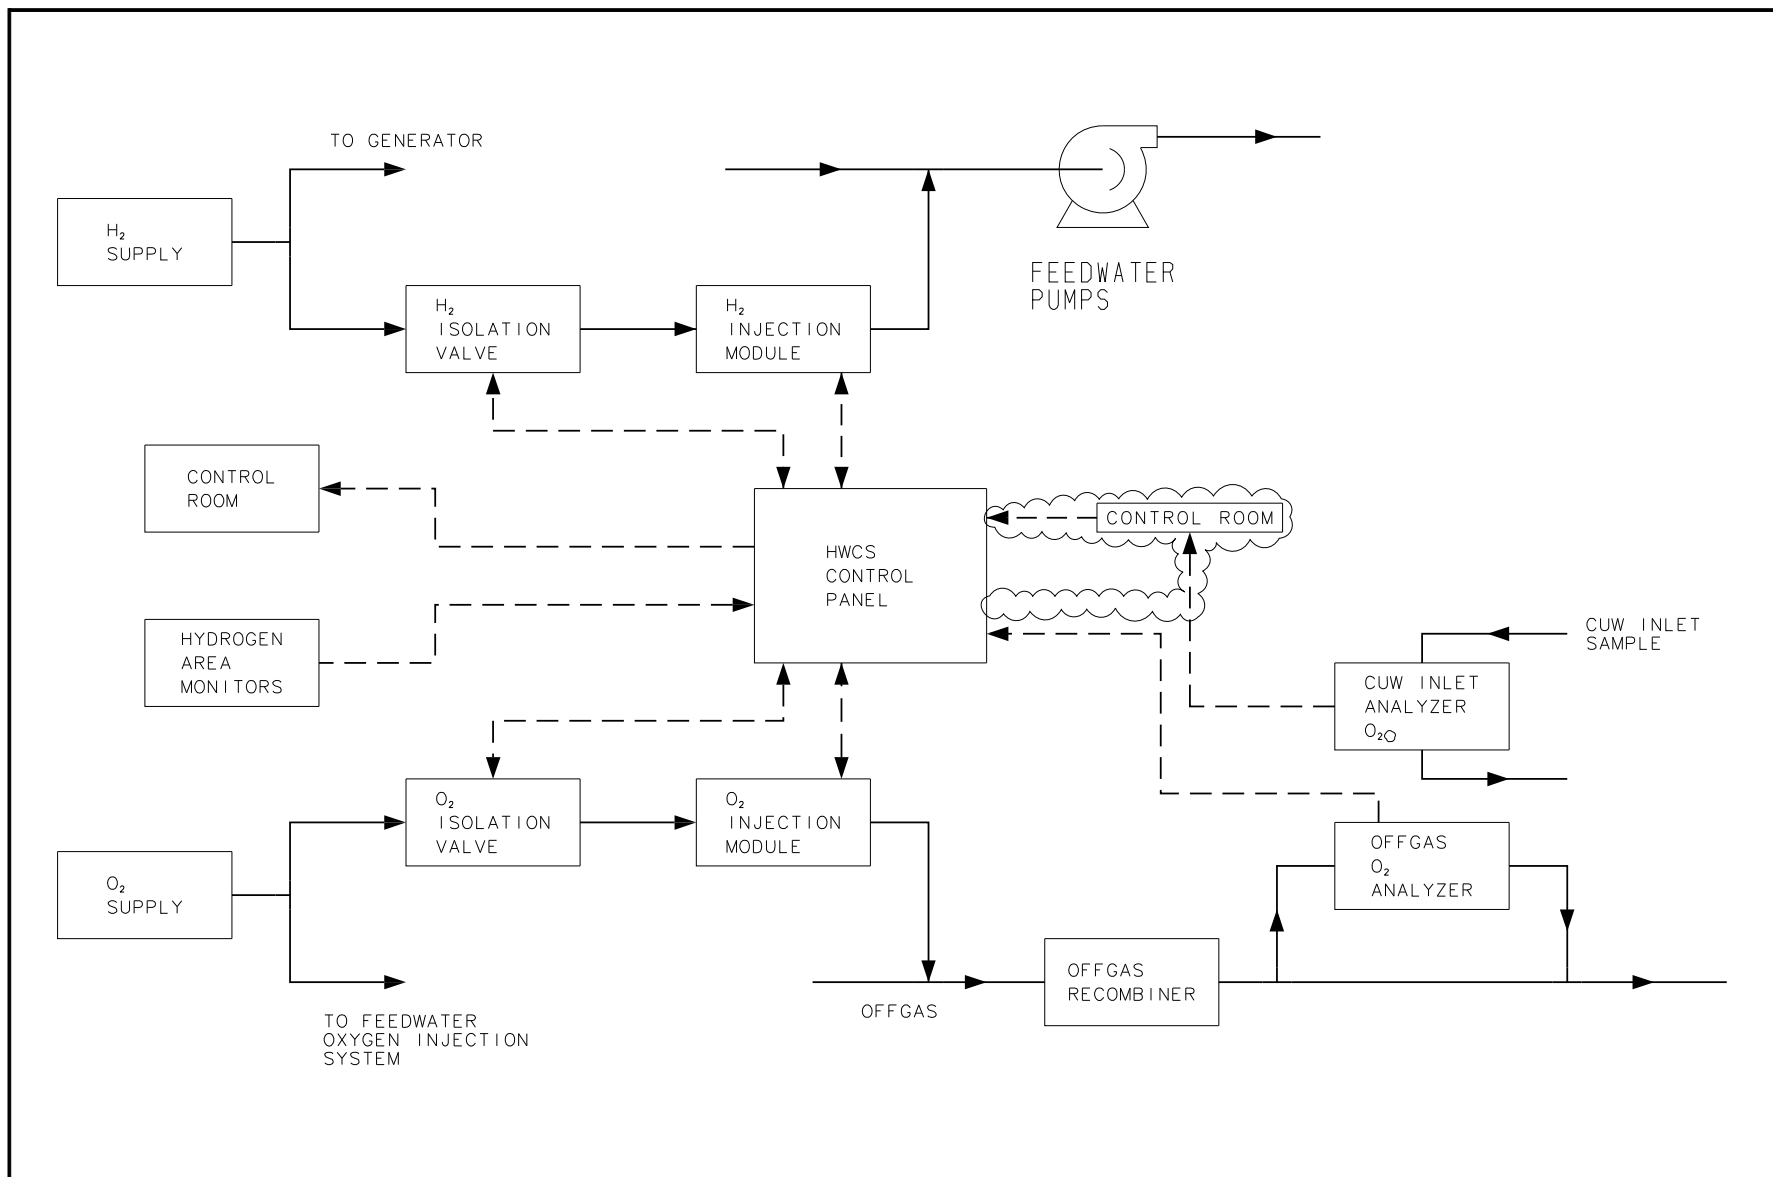 TO GENERATOR
H₂
SUPPLY
FEEDWATER
PUMPS
H₂
ISOLATION
VALVE
H₂
INJECTION
MODULE
CONTROL
ROOM
CONTROL ROOM
HWCS
CONTROL
PANEL
HYDROGEN
AREA
MONITORS
CUW INLET
SAMPLE
CUW INLET
ANALYZER
O₂
O₂
ISOLATION
VALVE
O₂
INJECTION
MODULE
OFFGAS
O₂
ANALYZER
O₂
SUPPLY
OFFGAS
RECOMBINER
OFFGAS
TO FEEDWATER
OXYGEN INJECTION
SYSTEM